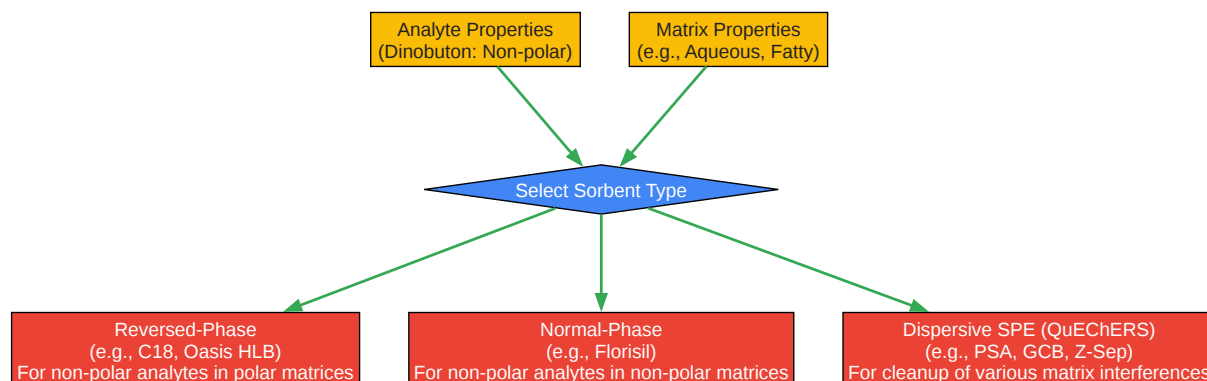 Analyte Properties
(Dinobuton: Non-polar)
Matrix Properties
(e.g., Aqueous, Fatty)
Select Sorbent Type
Reversed-Phase
(e.g., C18, Oasis HLB)
For non-polar analytes in polar matrices
Normal-Phase
(e.g., Florisil)
For non-polar analytes in non-polar matrices
Dispersive SPE (QuEChERS)
(e.g., PSA, GCB, Z-Sep)
For cleanup of various matrix interferences